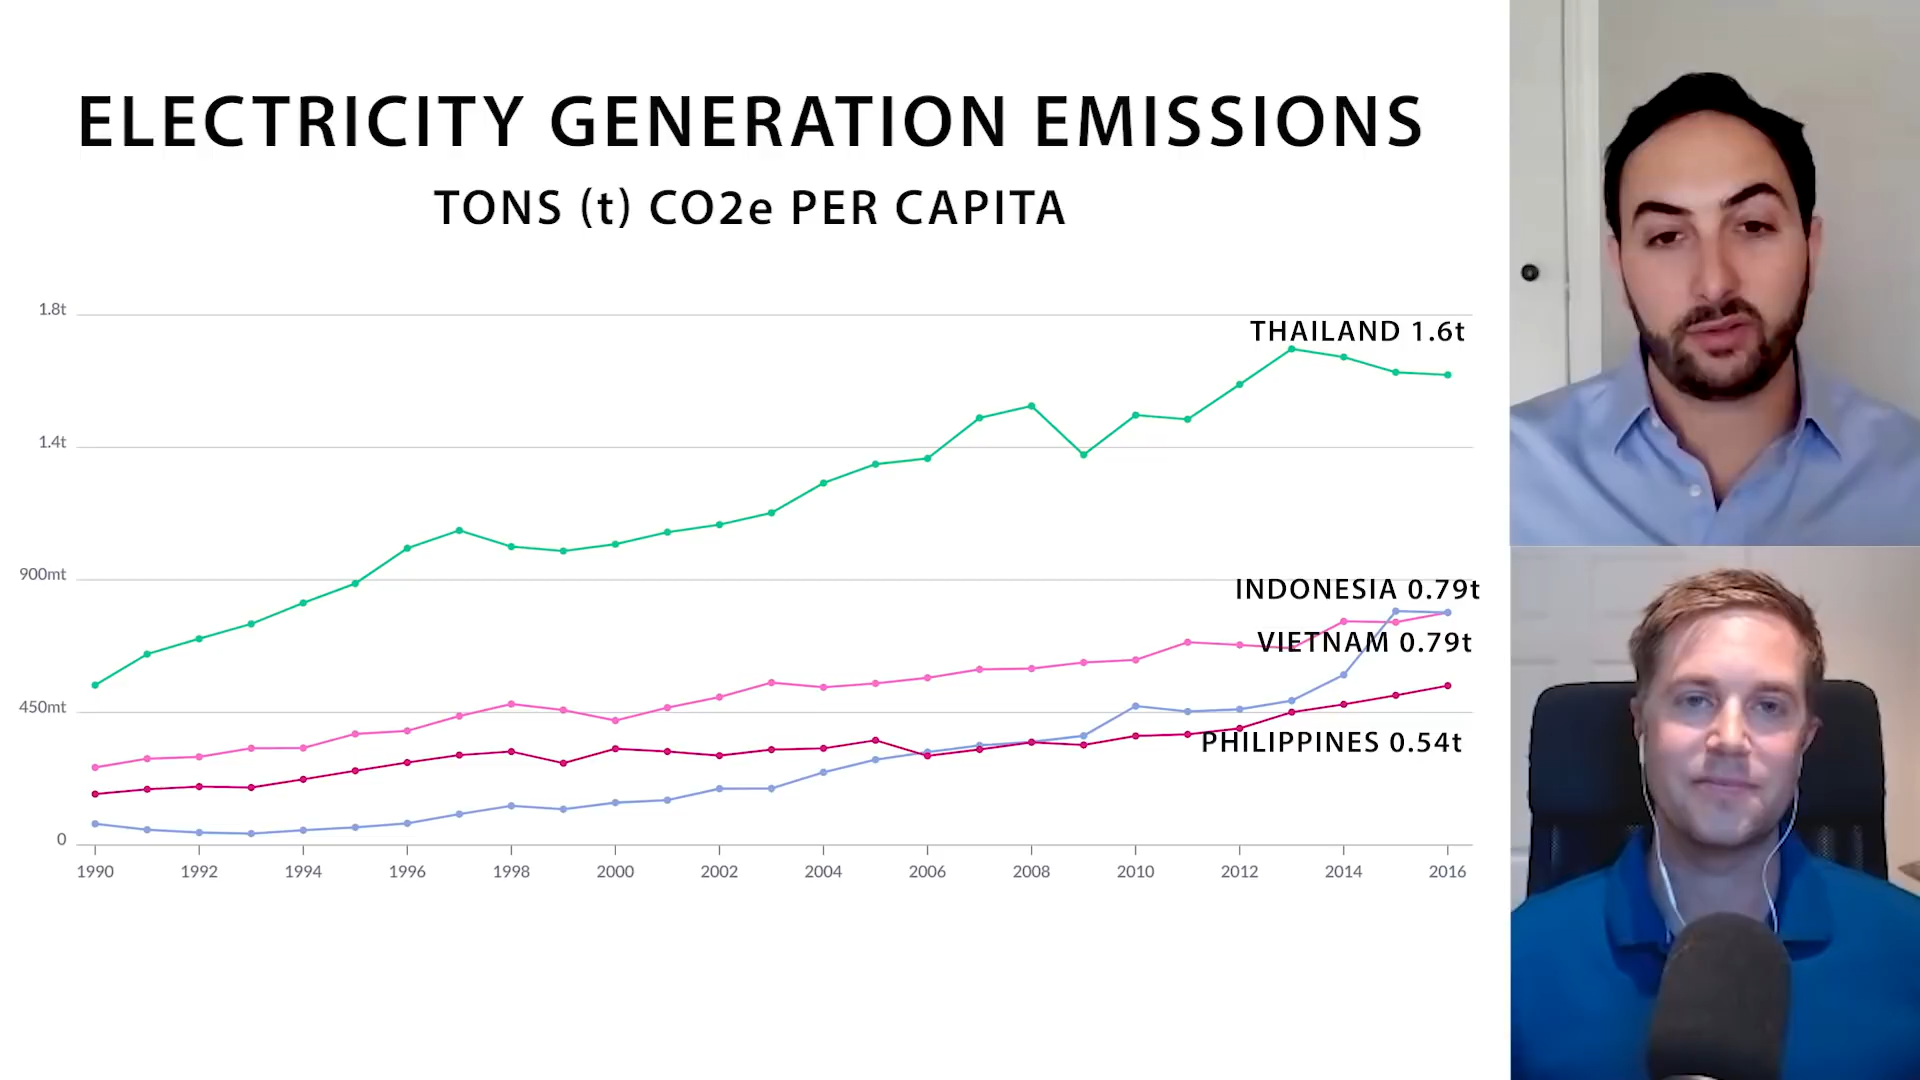 ELECTRICITY GENERATION EMISSIONS
TONS (t) CO2e PER CAPITA
1.8t
THAILAND 1.6t
1.4t
900mt
INDONESIA 0.79t
VIETNAM 0.79t
450mt
PHILIPPINES 0.54t
0
1990 1992 1994 1996 1998 2000 2002 2004 2006 2008 2010 2012 2014 2016